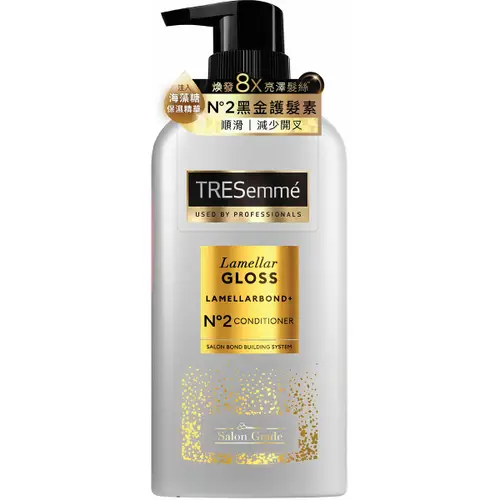 煥發8X亮澤髮絲
注入
海藻糖
保濕精華
N°2黑金護髮素
順滑｜減少開叉
TRESemmé
USED BY PROFESSIONALS
Lamellar
GLOSS
LAMELLARBOND+
N°2 CONDITIONER
SALON BOND BUILDING SYSTEM
Salon Grade